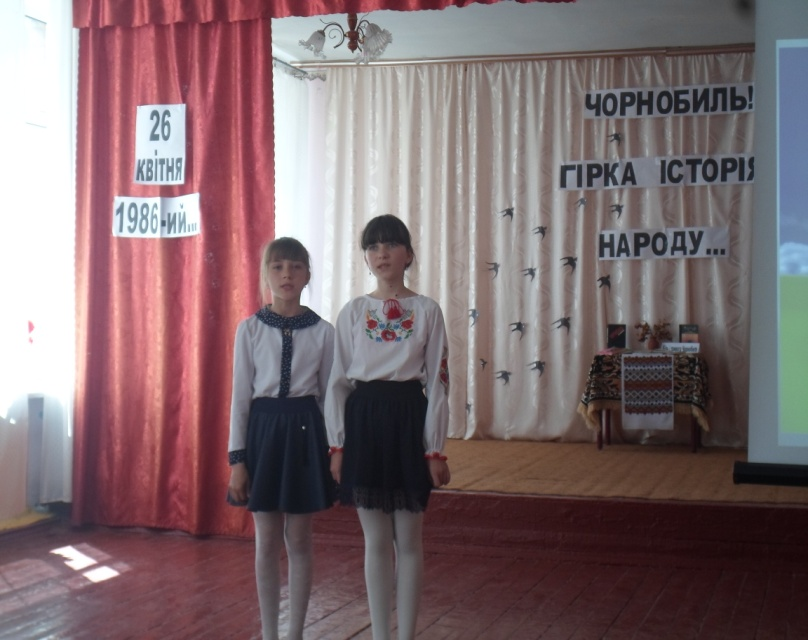 26
КВІТНЯ
1986-ИЙ...
ЧОРНОБИЛЬ!
ГІРКА ІСТОРІЯ
НАРОДУ...